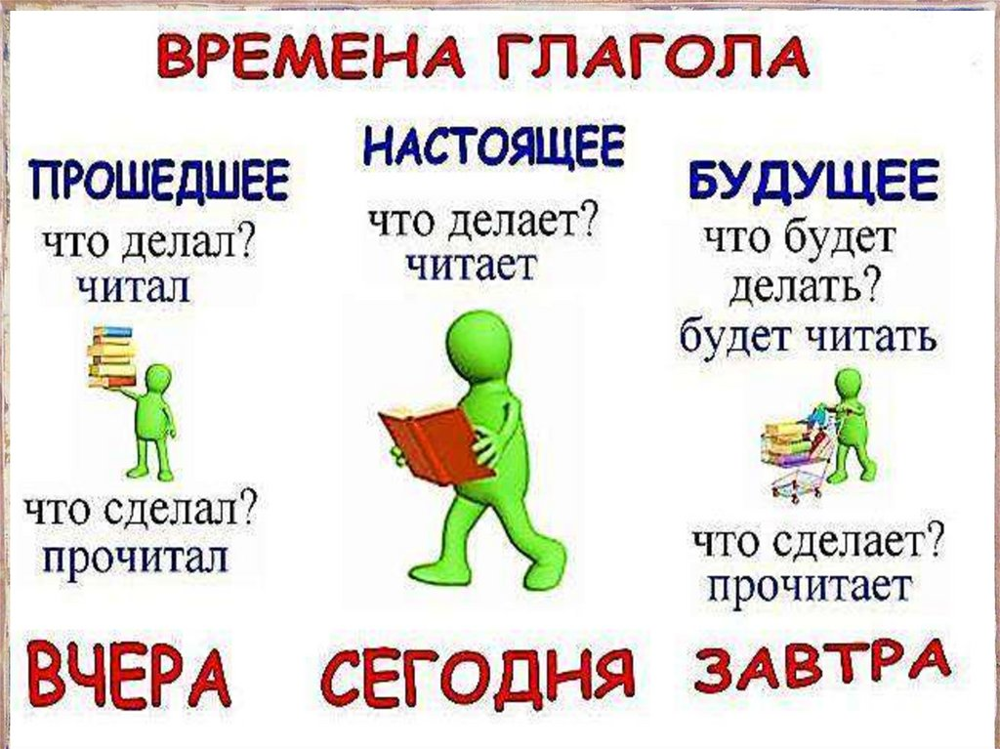 ВРЕМЕНА ГЛАГОЛА
ПРОШЕДШЕЕ
что делал?
читал
что сделал?
прочитал
ВЧЕРА
НАСТОЯЩЕЕ
что делает?
читает
СЕГОДНЯ
БУДУЩЕЕ
что будет
делать?
будет читать
что сделает?
прочитает
ЗАВТРА